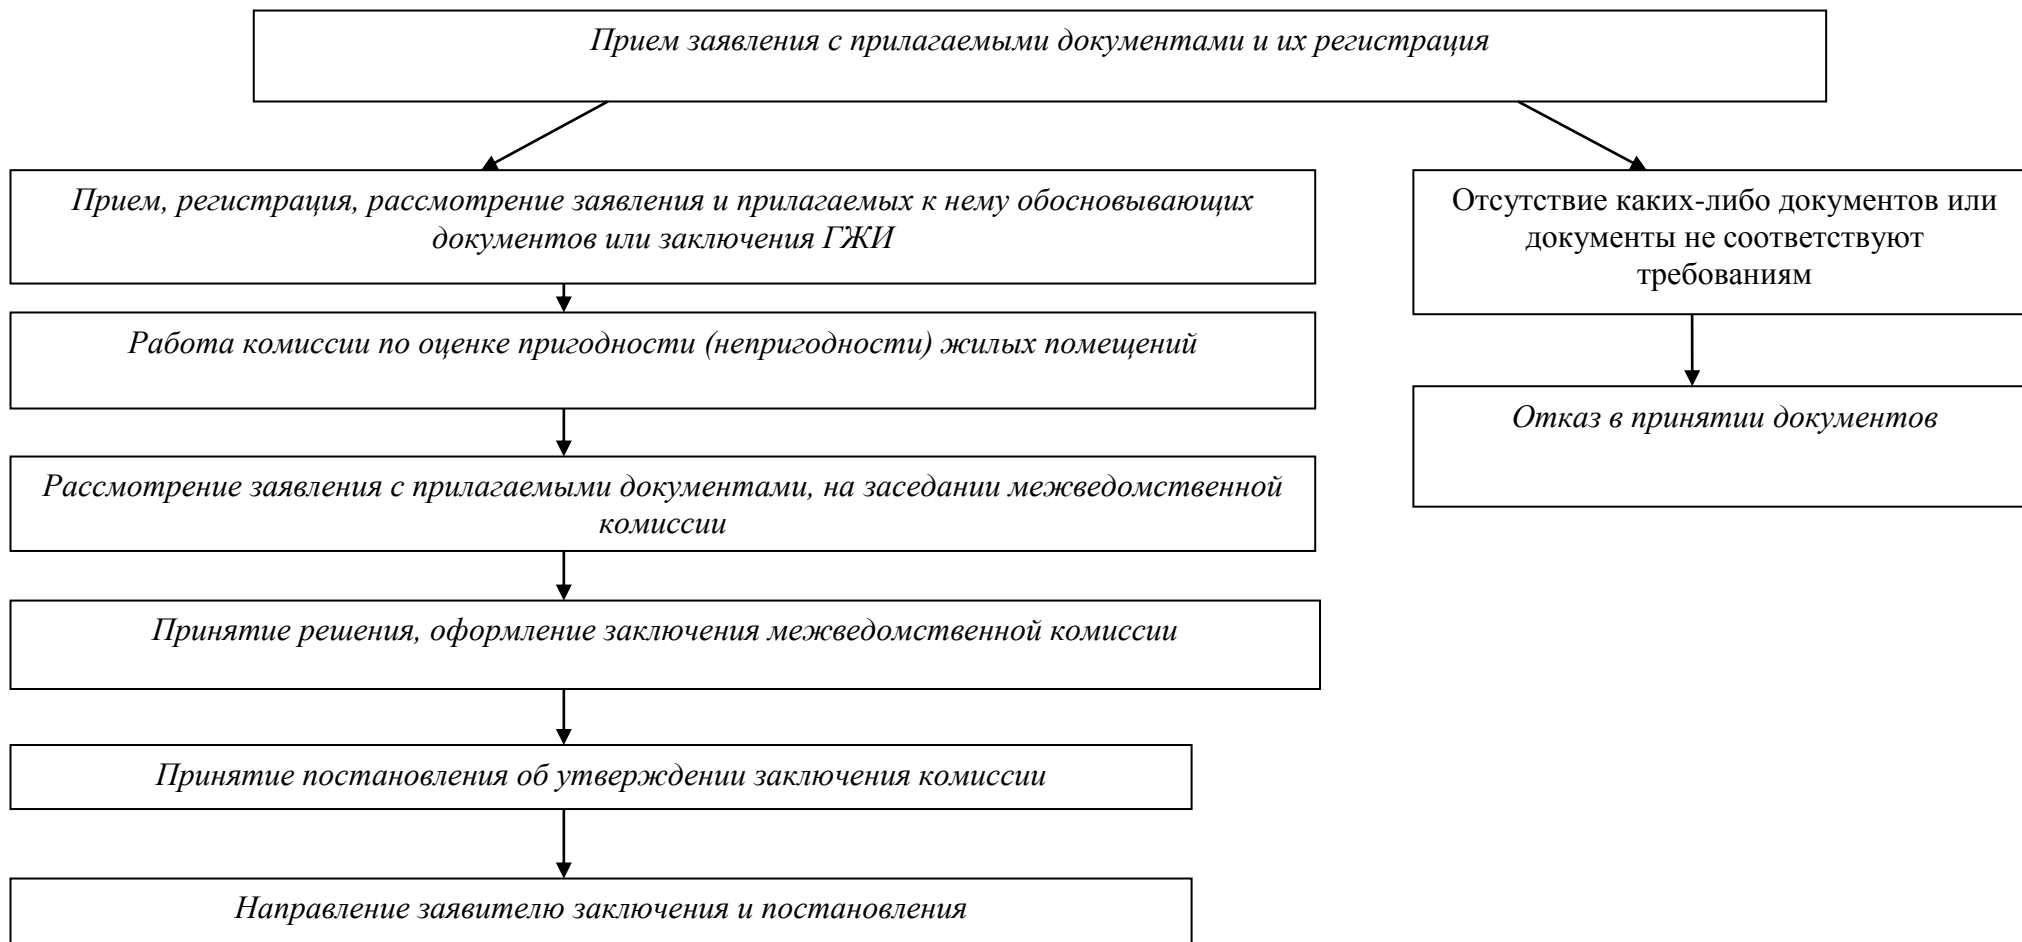 Прием заявления с прилагаемыми документами и их регистрация
Прием, регистрация, рассмотрение заявления и прилагаемых к нему обосновывающих
документов или заключения ГЖИ
Отсутствие каких-либо документов или
документы не соответствуют
требованиям
Работа комиссии по оценке пригодности (непригодности) жилых помещений
Отказ в принятии документов
Рассмотрение заявления с прилагаемыми документами, на заседании межведомственной
комиссии
Принятие решения, оформление заключения межведомственной комиссии
Принятие постановления об утверждении заключения комиссии
Направление заявителю заключения и постановления